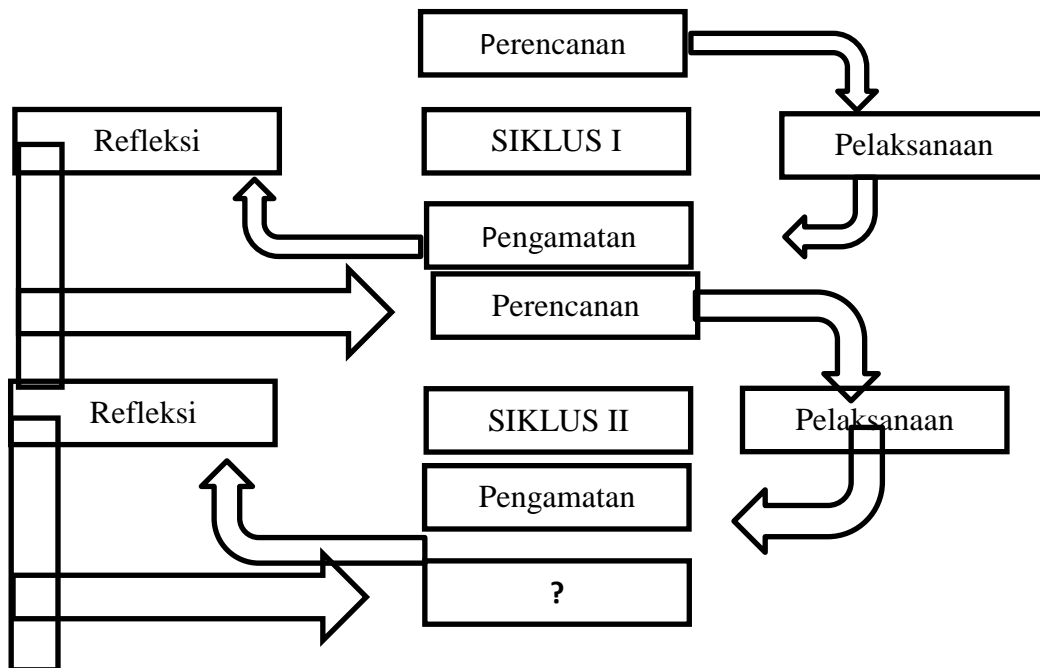 Perencanan
Refleksi
SIKLUS I
Pelaksanaan
Pengamatan
Perencanan
Refleksi
SIKLUS II
Pelaksanaan
Pengamatan
?